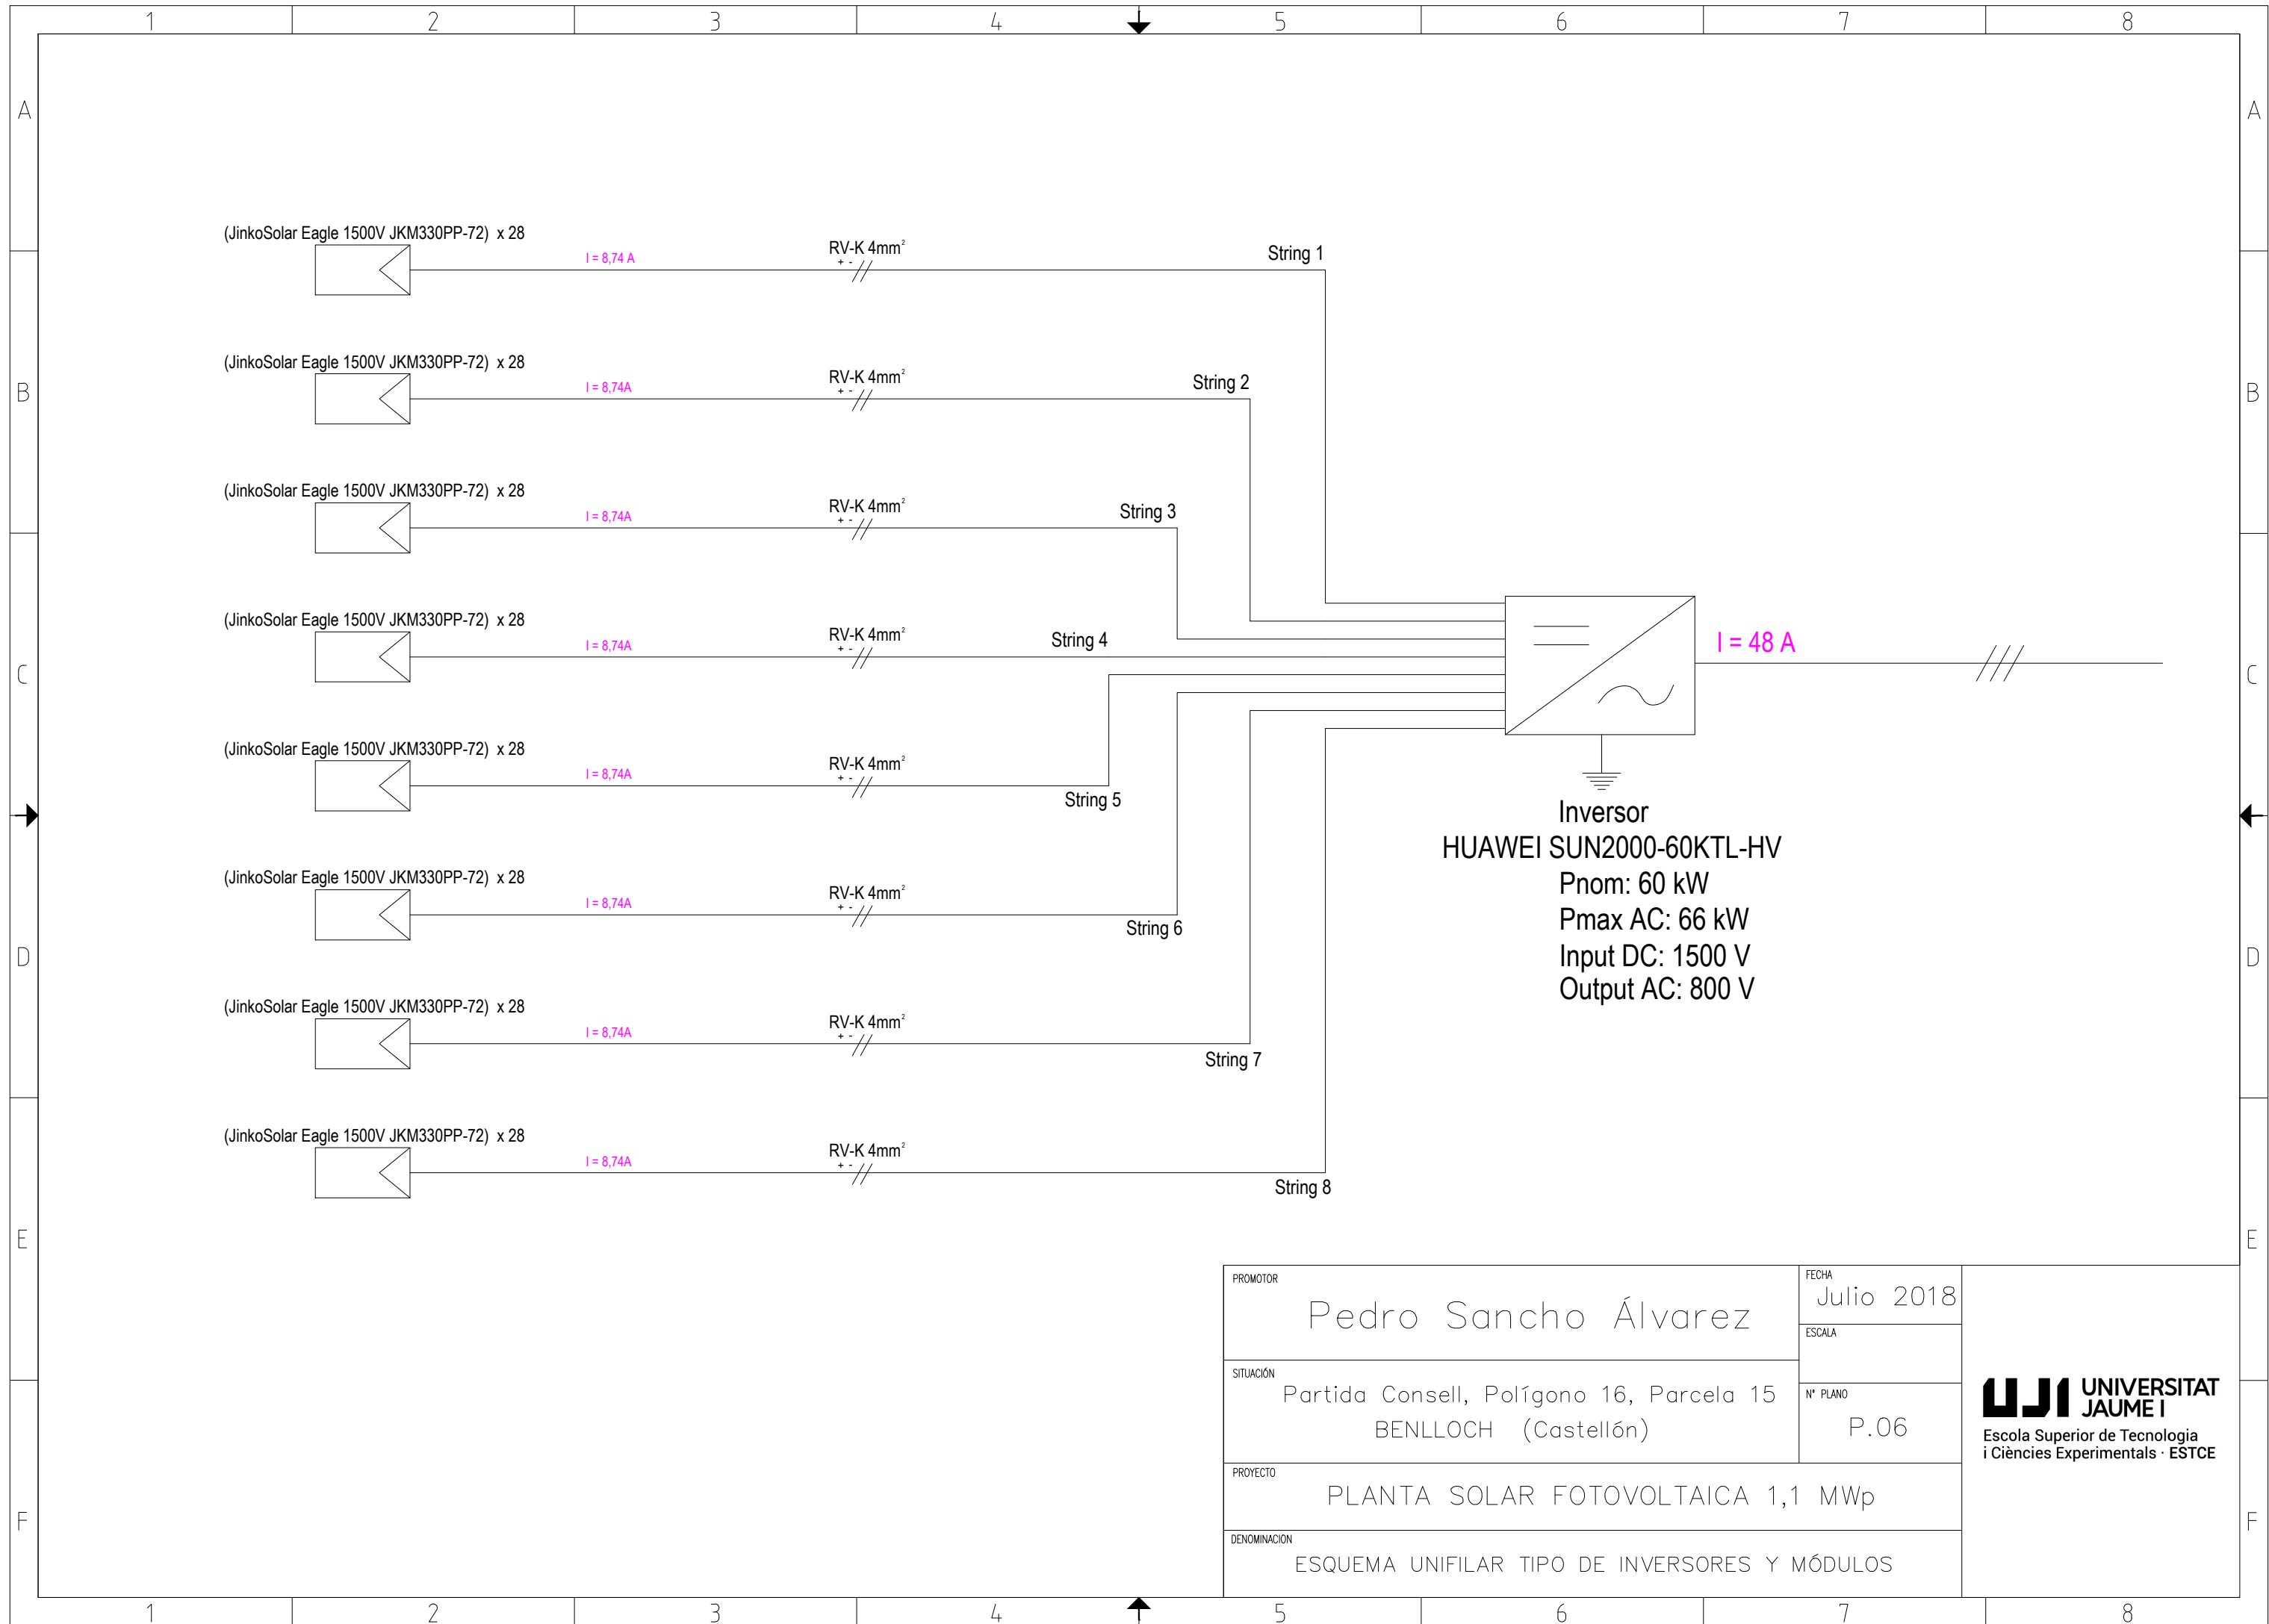 1 2 3 4 5 6 7 8
A A
(JinkoSolar Eagle 1500V JKM330PP-72) x 28
I = 8,74 A
RV-K 4mm²
+ -
String 1
(JinkoSolar Eagle 1500V JKM330PP-72) x 28
I = 8,74A
RV-K 4mm²
+ -
String 2
B B
(JinkoSolar Eagle 1500V JKM330PP-72) x 28
I = 8,74A
RV-K 4mm²
+ -
String 3
(JinkoSolar Eagle 1500V JKM330PP-72) x 28
I = 8,74A
RV-K 4mm²
+ -
String 4
I = 48 A
C C
(JinkoSolar Eagle 1500V JKM330PP-72) x 28
I = 8,74A
RV-K 4mm²
+ -
String 5
Inversor
HUAWEI SUN2000-60KTL-HV
Pnom: 60 kW
Pmax AC: 66 kW
Input DC: 1500 V
Output AC: 800 V
(JinkoSolar Eagle 1500V JKM330PP-72) x 28
I = 8,74A
RV-K 4mm²
+ -
String 6
D D
(JinkoSolar Eagle 1500V JKM330PP-72) x 28
I = 8,74A
RV-K 4mm²
+ -
String 7
(JinkoSolar Eagle 1500V JKM330PP-72) x 28
I = 8,74A
RV-K 4mm²
+ -
String 8
E E
PROMOTOR
Pedro Sancho Álvarez
FECHA
Julio 2018
ESCALA
SITUACIÓN
Partida Consell, Polígono 16, Parcela 15
BENLLOCH (Castellón)
Nº PLANO
P.06
PROYECTO
PLANTA SOLAR FOTOVOLTAICA 1,1 MWp
DENOMINACION
ESQUEMA UNIFILAR TIPO DE INVERSORES Y MÓDULOS
UJI UNIVERSITAT
JAUME I
Escola Superior de Tecnologia
i Ciències Experimentals · ESTCE
F F
1 2 3 4 5 6 7 8